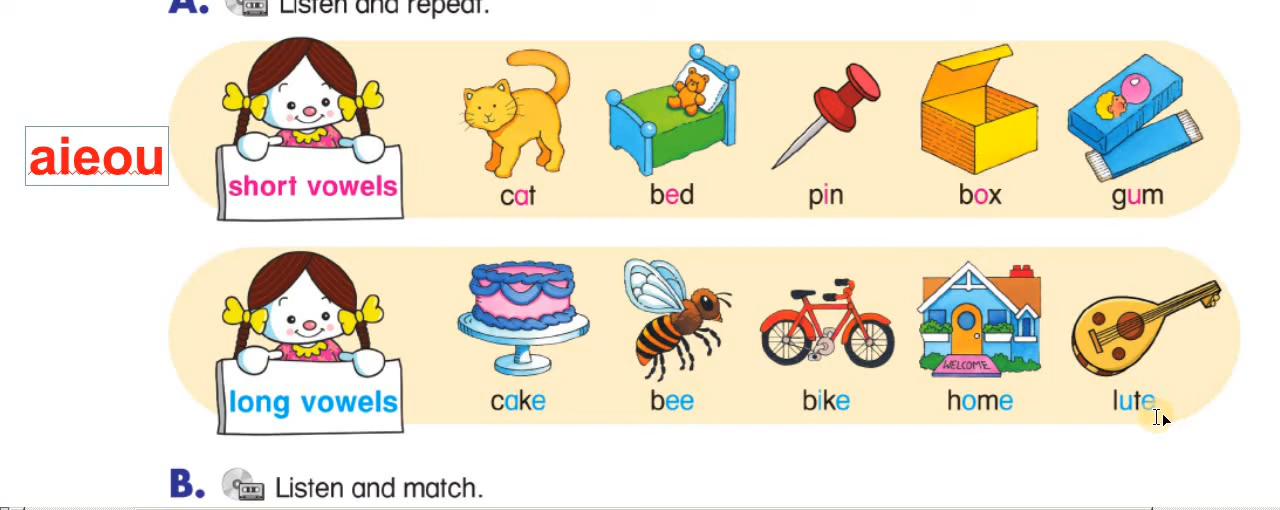 A. Listen and repeat.
aieou
short vowels
cat bed pin box gum
WELCOME
long vowels
cake bee bike home lute
B. Listen and match.